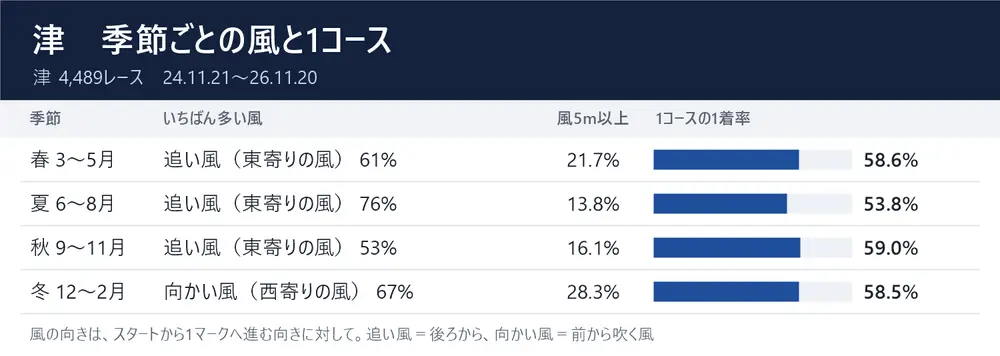 津　季節ごとの風と1コース
津 4,489レース　24.11.21〜26.11.20
季節　いちばん多い風　風5m以上　1コースの1着率
春 3〜5月　追い風（東寄りの風） 61%　21.7%　58.6%
夏 6〜8月　追い風（東寄りの風） 76%　13.8%　53.8%
秋 9〜11月　追い風（東寄りの風） 53%　16.1%　59.0%
冬 12〜2月　向かい風（西寄りの風） 67%　28.3%　58.5%
風の向きは、スタートから1マークへ進む向きに対して。追い風 = 後ろから、向かい風 = 前から吹く風